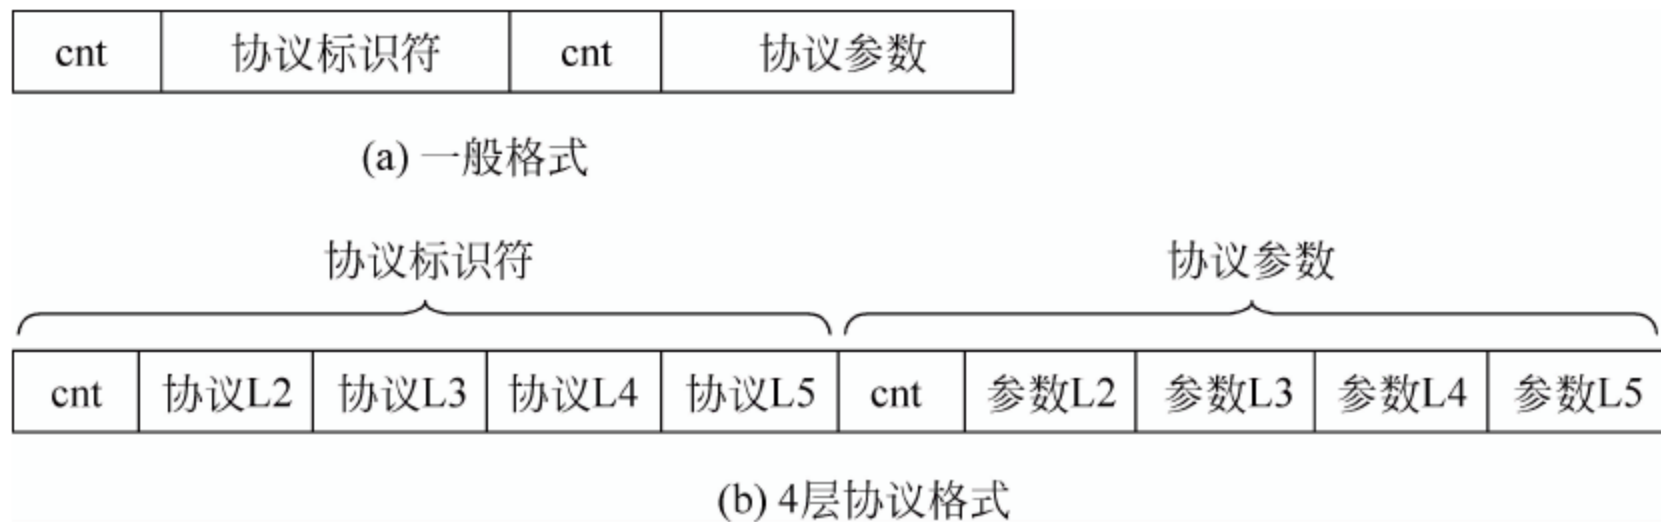 cnt 协议标识符 cnt 协议参数
(a) 一般格式
协议标识符 协议参数
cnt 协议L2 协议L3 协议L4 协议L5 cnt 参数L2 参数L3 参数L4 参数L5
(b) 4层协议格式